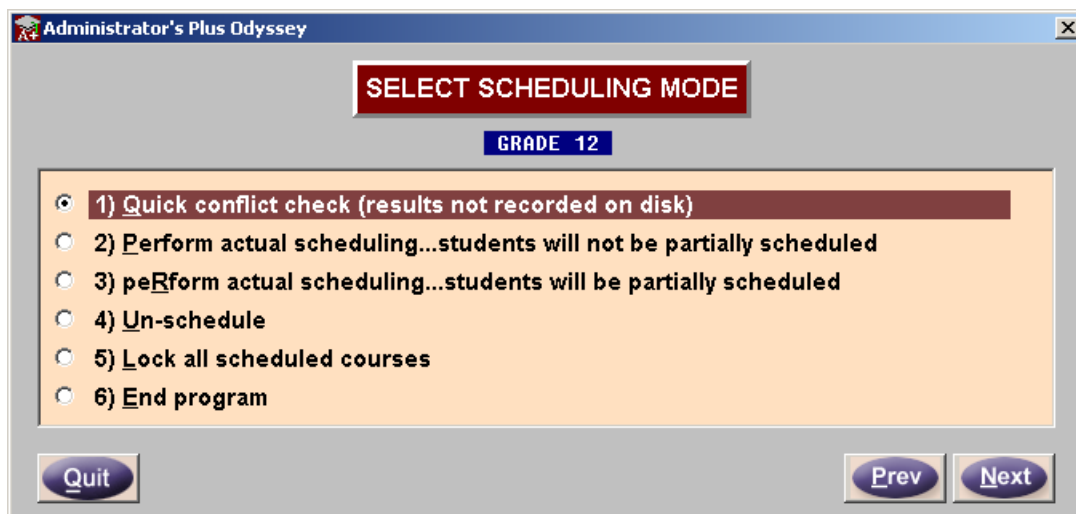 Administrator's Plus Odyssey
SELECT SCHEDULING MODE
GRADE 12
1) Quick conflict check (results not recorded on disk)
2) Perform actual scheduling...students will not be partially scheduled
3) peRform actual scheduling...students will be partially scheduled
4) Un-schedule
5) Lock all scheduled courses
6) End program
Quit Prev Next